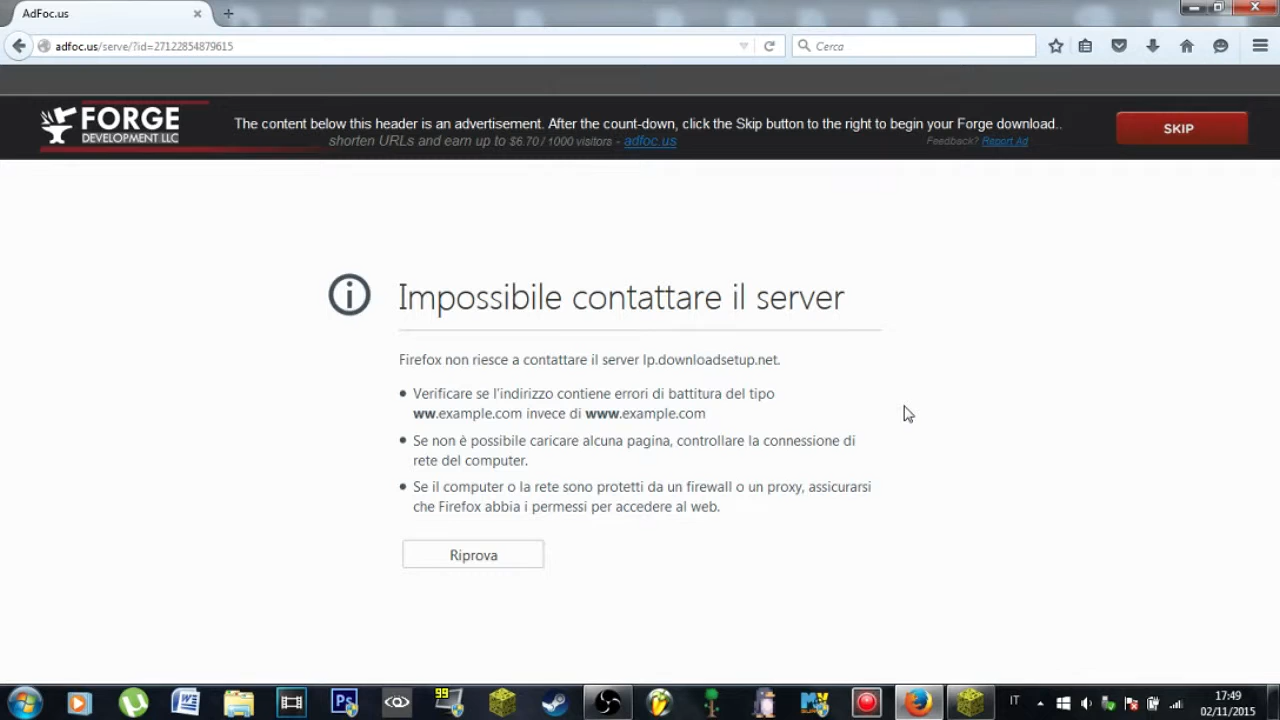 AdFoc.us
adfoc.us/serve/?id=27122854879615
Cerca
FORGE
DEVELOPMENT LLC
The content below this header is an advertisement. After the count-down, click the Skip button to the right to begin your Forge download..
shorten URLs and earn up to $6.70 / 1000 visitors - adfoc.us
Feedback? Report Ad
SKIP
Impossibile contattare il server
Firefox non riesce a contattare il server lp.downloadsetup.net.
Verificare se l'indirizzo contiene errori di battitura del tipo
ww.example.com invece di www.example.com
Se non è possibile caricare alcuna pagina, controllare la connessione di
rete del computer.
Se il computer o la rete sono protetti da un firewall o un proxy, assicurarsi
che Firefox abbia i permessi per accedere al web.
Riprova
99
IT
17:49
02/11/2015